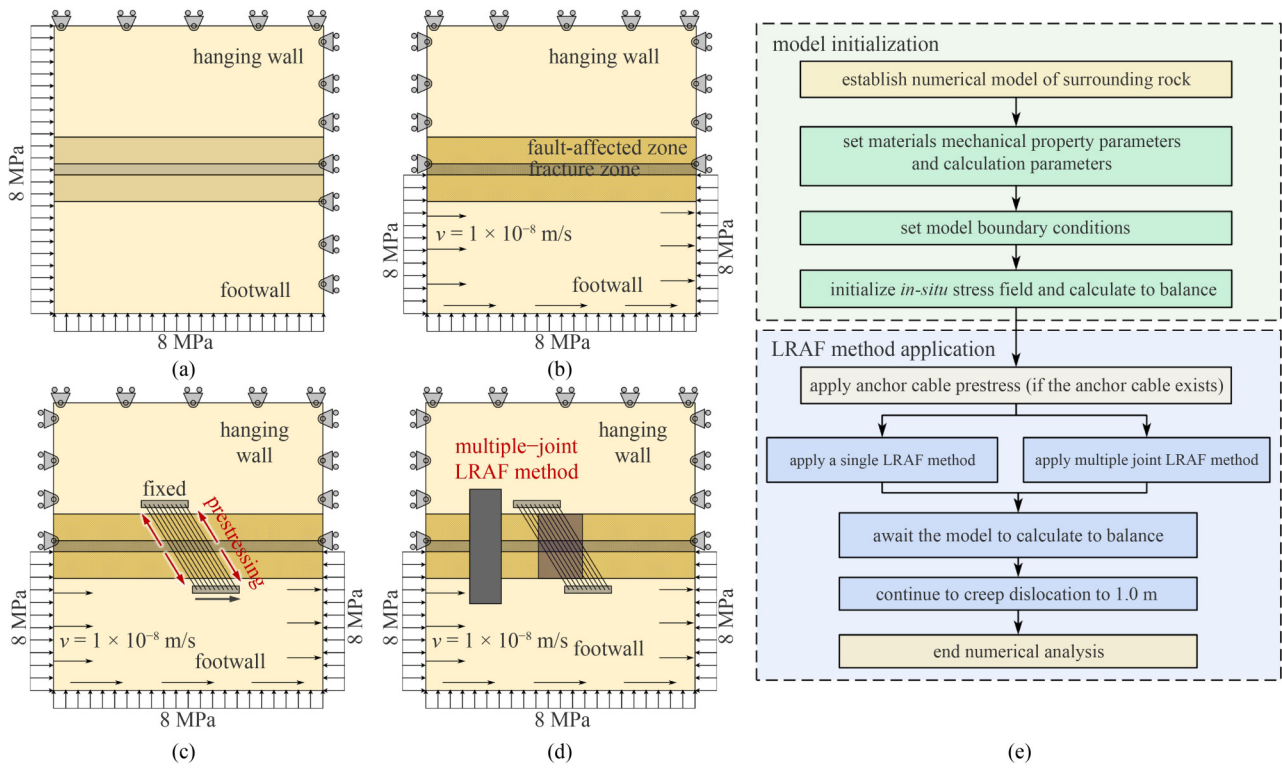 hanging wall
8 MPa
footwall
8 MPa
(a)
hanging wall
fault-affected zone
fracture zone
v = 1 × 10⁻⁸ m/s
8 MPa
8 MPa
footwall
8 MPa
(b)
hanging
wall
fixed
prestressing
8 MPa
8 MPa
v = 1 × 10⁻⁸ m/s
footwall
8 MPa
(c)
multiple−joint
LRAF method
hanging
wall
8 MPa
8 MPa
v = 1 × 10⁻⁸ m/s
footwall
8 MPa
(d)
model initialization
establish numerical model of surrounding rock
set materials mechanical property parameters
and calculation parameters
set model boundary conditions
initialize in-situ stress field and calculate to balance
LRAF method application
apply anchor cable prestress (if the anchor cable exists)
apply a single LRAF method
apply multiple joint LRAF method
await the model to calculate to balance
continue to creep dislocation to 1.0 m
end numerical analysis
(e)